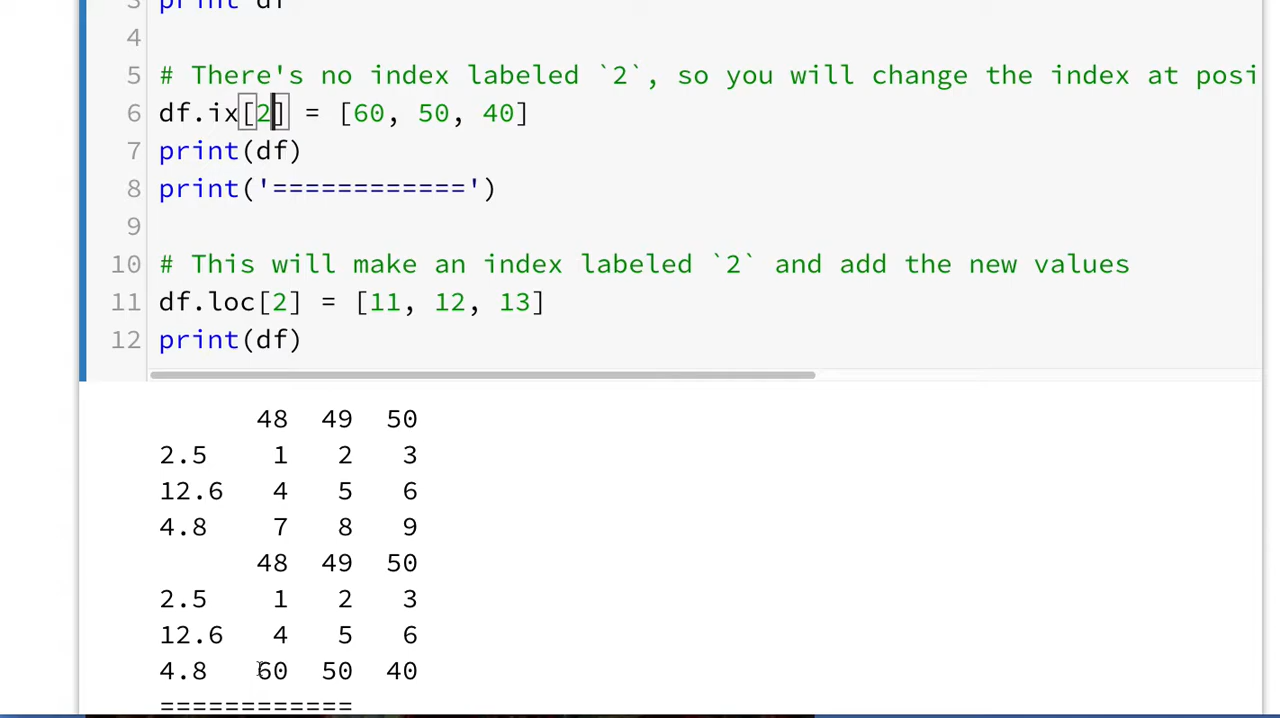 3 print df
4
5 # There's no index labeled `2`, so you will change the index at posi
6 df.ix[2] = [60, 50, 40]
7 print(df)
8 print('============')
9
10 # This will make an index labeled `2` and add the new values
11 df.loc[2] = [11, 12, 13]
12 print(df)
48 49 50
2.5 1 2 3
12.6 4 5 6
4.8 7 8 9
48 49 50
2.5 1 2 3
12.6 4 5 6
4.8 60 50 40
============